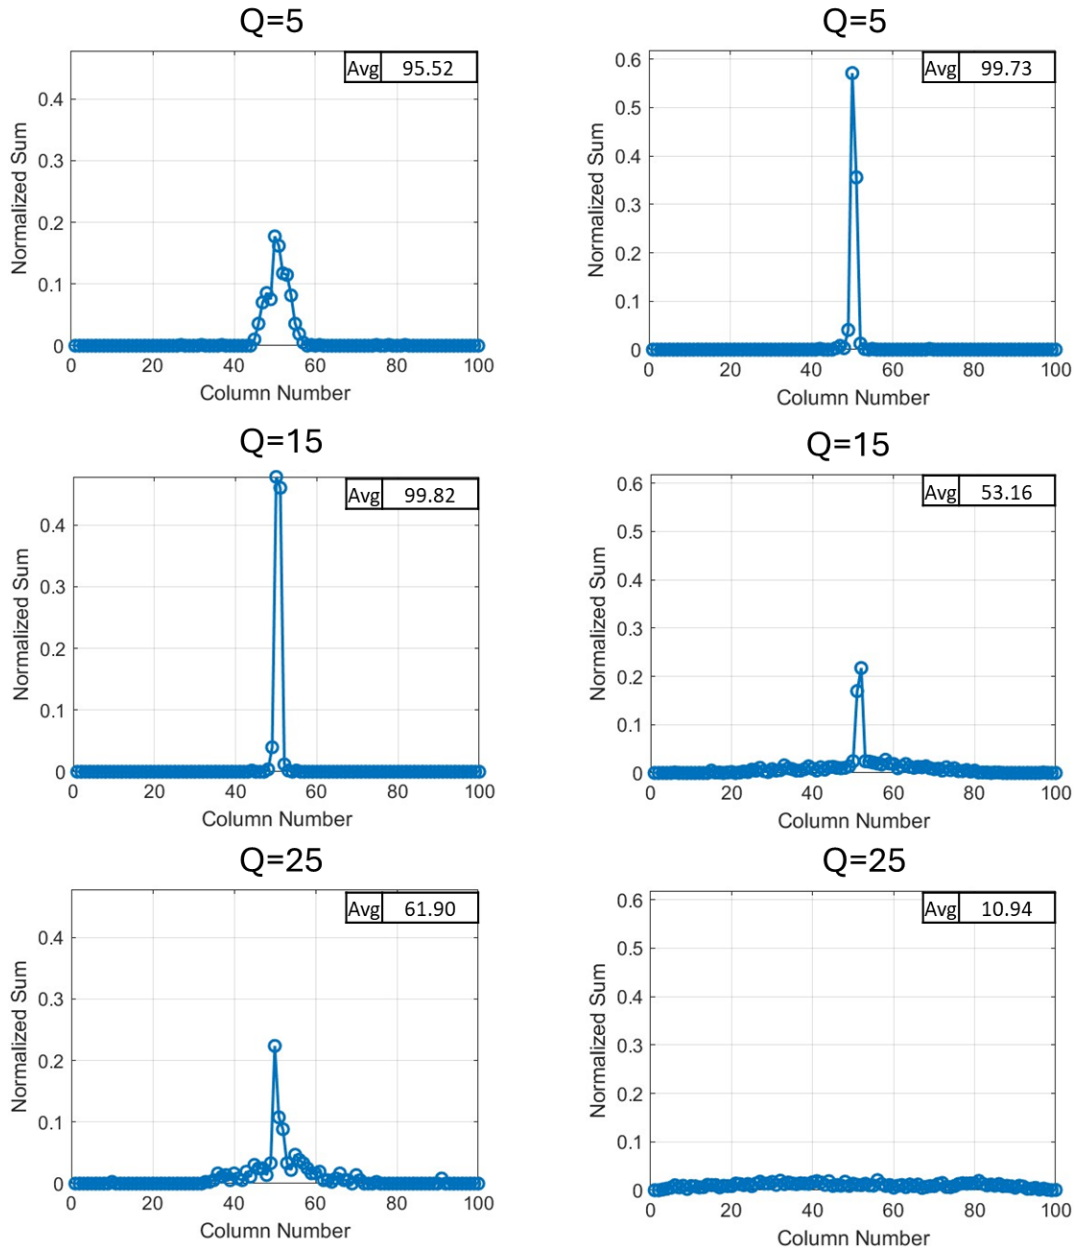 Q=5
Avg 95.52
0.4
0.3
0.2
0.1
0
Normalized Sum
0 20 40 60 80 100
Column Number
Q=5
Avg 99.73
0.6
0.5
0.4
0.3
0.2
0.1
0
Normalized Sum
0 20 40 60 80 100
Column Number
Q=15
Avg 99.82
0.4
0.3
0.2
0.1
0
Normalized Sum
0 20 40 60 80 100
Column Number
Q=15
Avg 53.16
0.6
0.5
0.4
0.3
0.2
0.1
0
Normalized Sum
0 20 40 60 80 100
Column Number
Q=25
Avg 61.90
0.4
0.3
0.2
0.1
0
Normalized Sum
0 20 40 60 80 100
Column Number
Q=25
Avg 10.94
0.6
0.5
0.4
0.3
0.2
0.1
0
Normalized Sum
0 20 40 60 80 100
Column Number